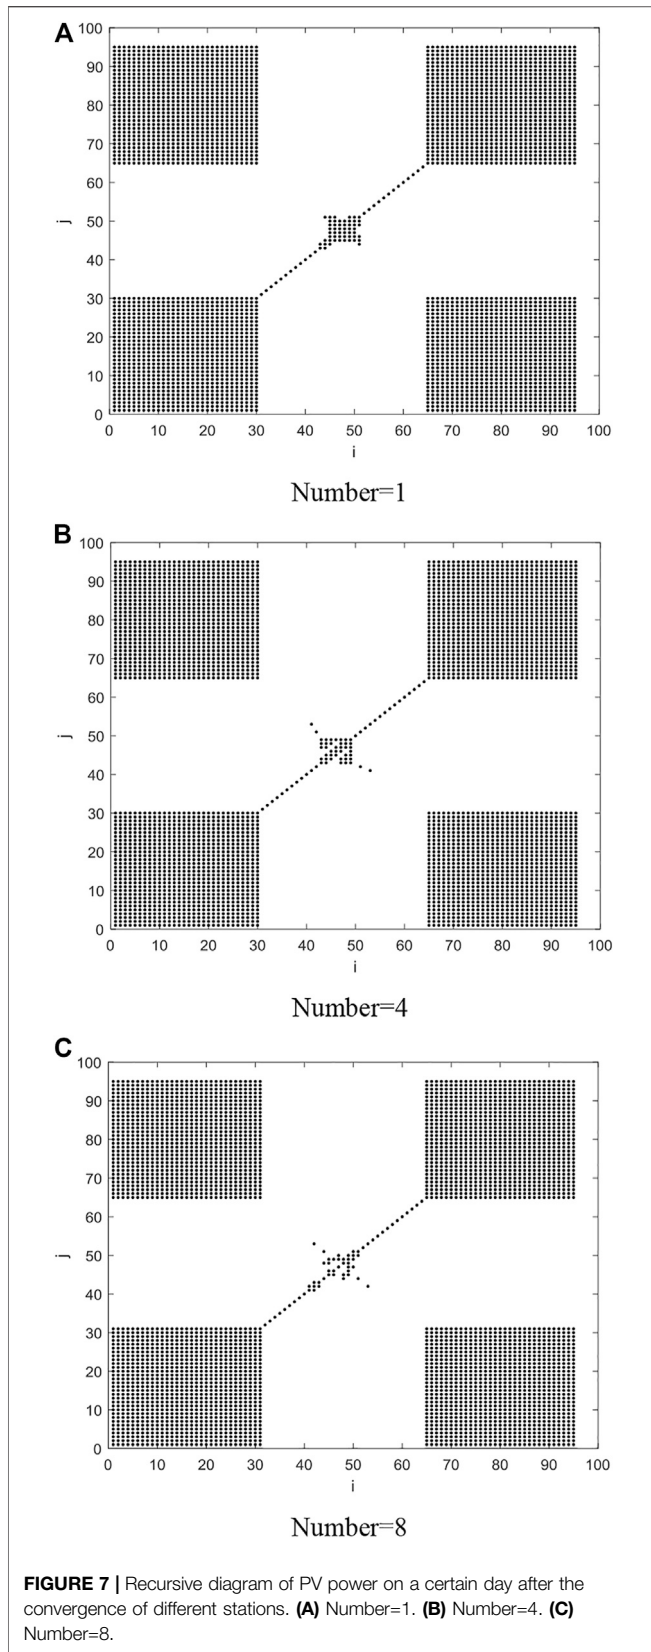 A
100
90
80
70
60
50
40
30
20
10
0
j
0 10 20 30 40 50 60 70 80 90 100
i
Number=1
B
100
90
80
70
60
50
40
30
20
10
0
j
0 10 20 30 40 50 60 70 80 90 100
i
Number=4
C
100
90
80
70
60
50
40
30
20
10
0
j
0 10 20 30 40 50 60 70 80 90 100
i
Number=8
FIGURE 7 | Recursive diagram of PV power on a certain day after the
convergence of different stations. (A) Number=1. (B) Number=4. (C)
Number=8.